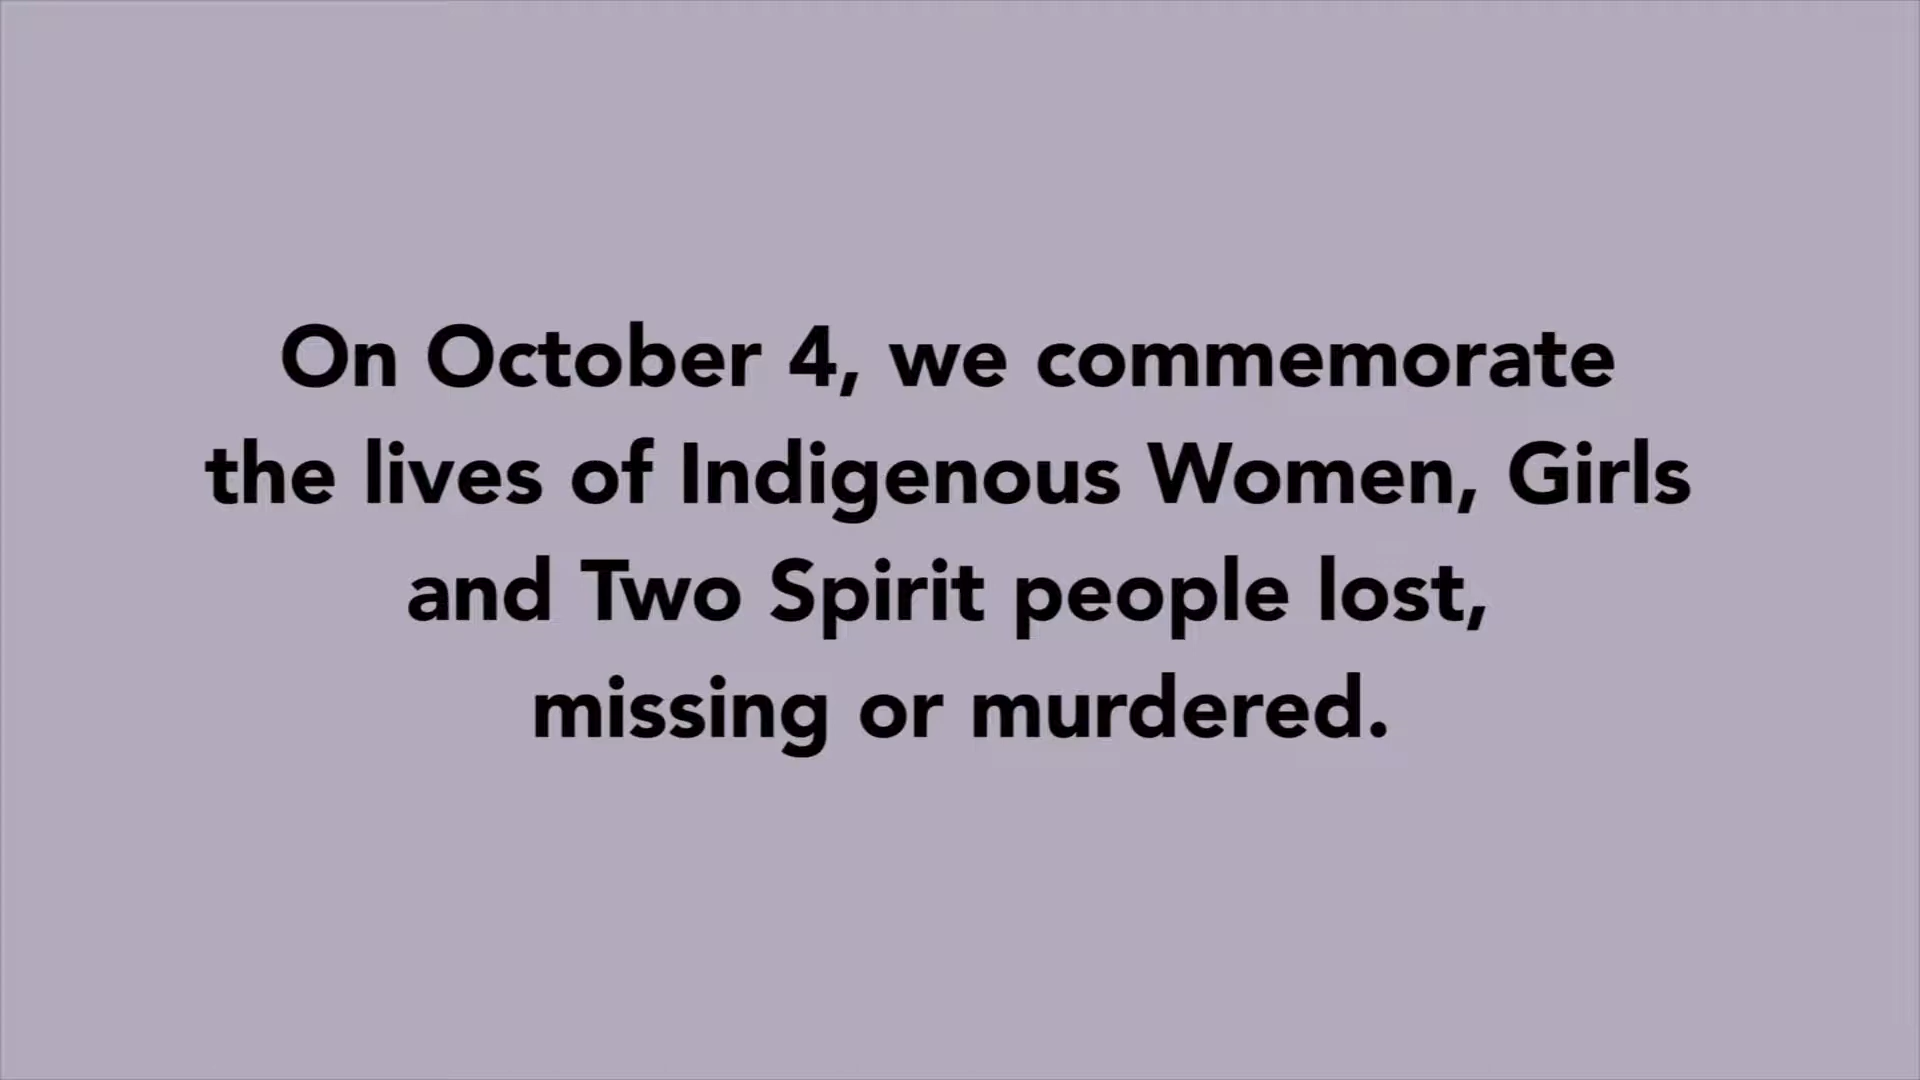 On October 4, we commemorate
the lives of Indigenous Women, Girls
and Two Spirit people lost,
missing or murdered.